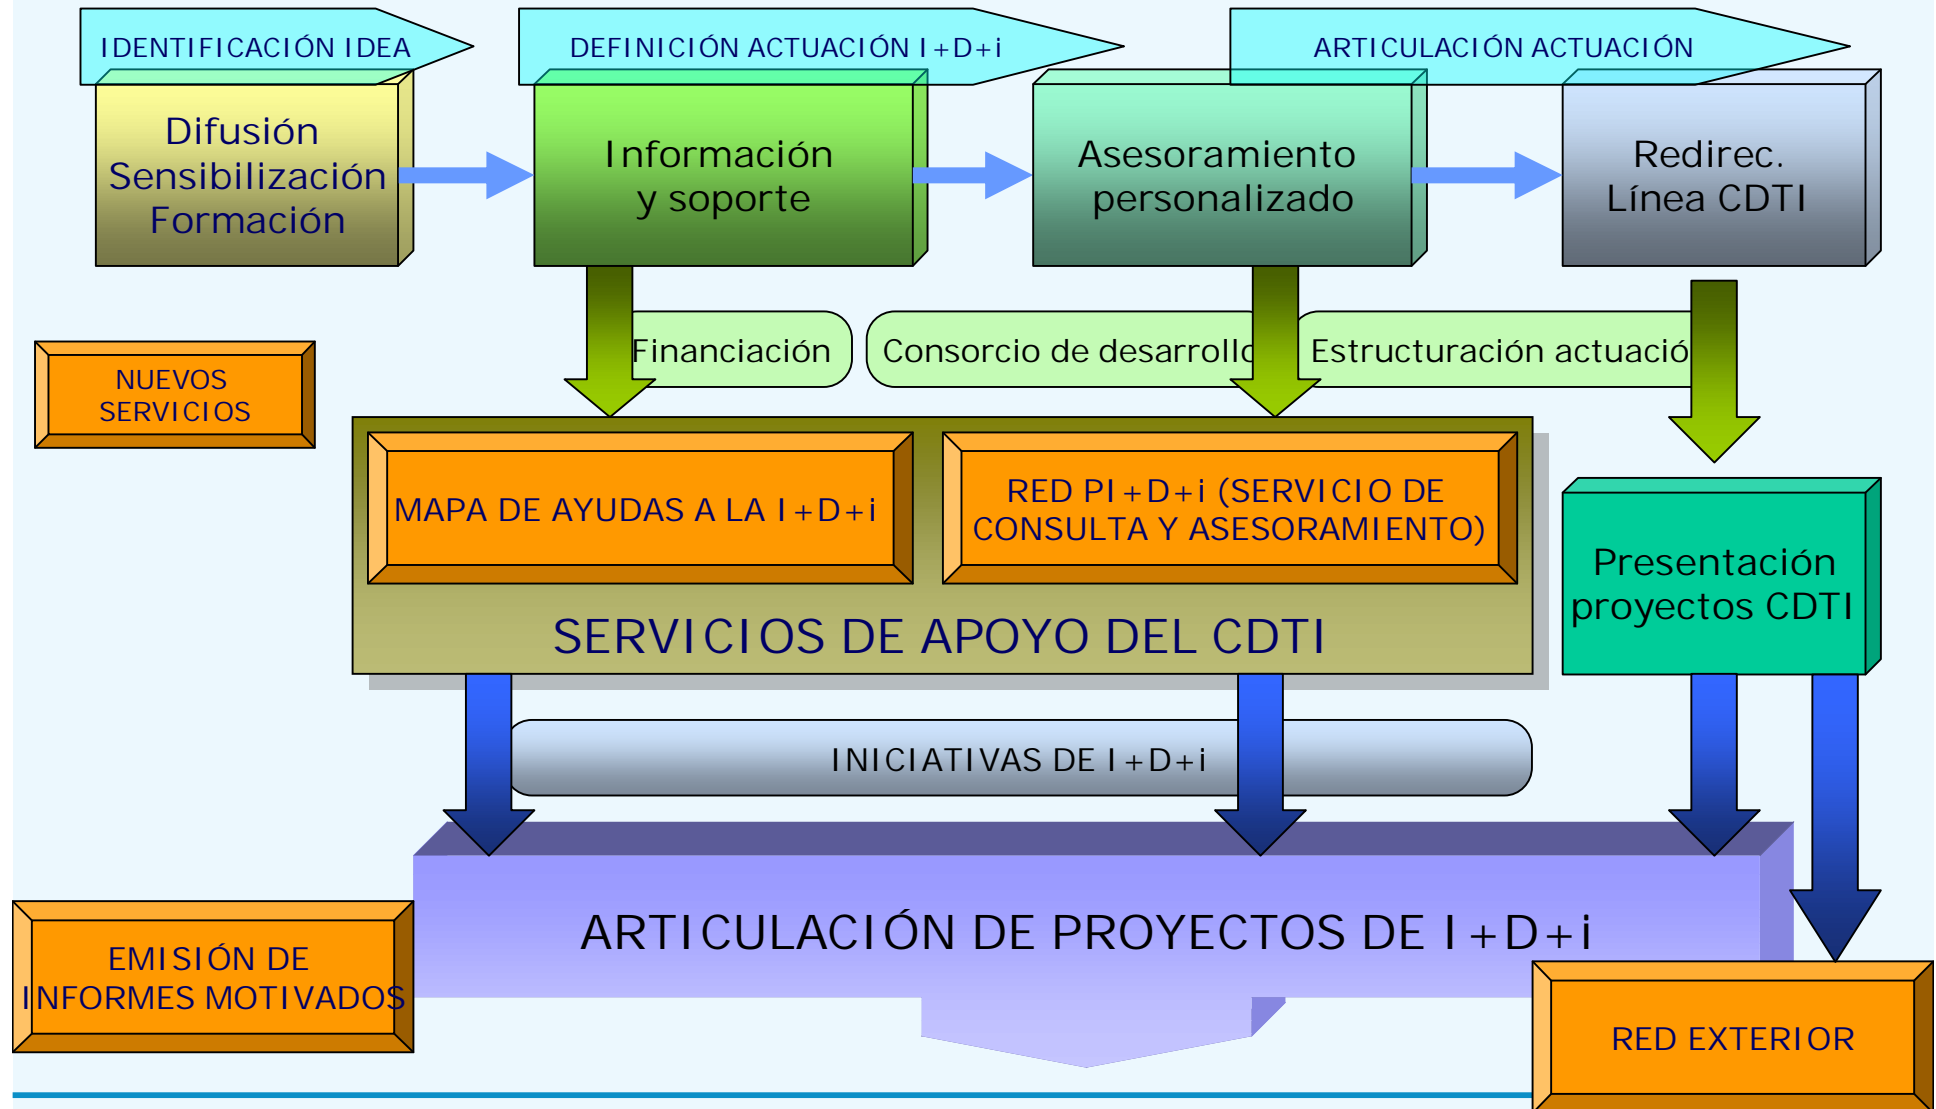 IDENTIFICACIÓN IDEA
DEFINICIÓN ACTUACIÓN I+D+i
ARTICULACIÓN ACTUACIÓN
Difusión
Sensibilización
Formación
Información
y soporte
Asesoramiento
personalizado
Redirec.
Línea CDTI
Financiación
Consorcio de desarrollo
Estructuración actuació
NUEVOS
SERVICIOS
MAPA DE AYUDAS A LA I+D+i
RED PI+D+i (SERVICIO DE
CONSULTA Y ASESORAMIENTO)
SERVICIOS DE APOYO DEL CDTI
Presentación
proyectos CDTI
INICIATIVAS DE I+D+i
ARTICULACIÓN DE PROYECTOS DE I+D+i
EMISIÓN DE
INFORMES MOTIVADOS
RED EXTERIOR